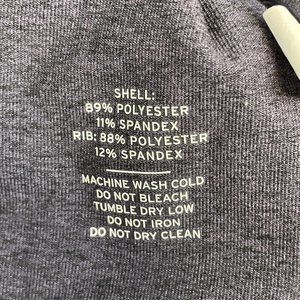 SHELL:
89% POLYESTER
11% SPANDEX
RIB: 88% POLYESTER
12% SPANDEX
MACHINE WASH COLD
DO NOT BLEACH
TUMBLE DRY LOW
DO NOT IRON
DO NOT DRY CLEAN